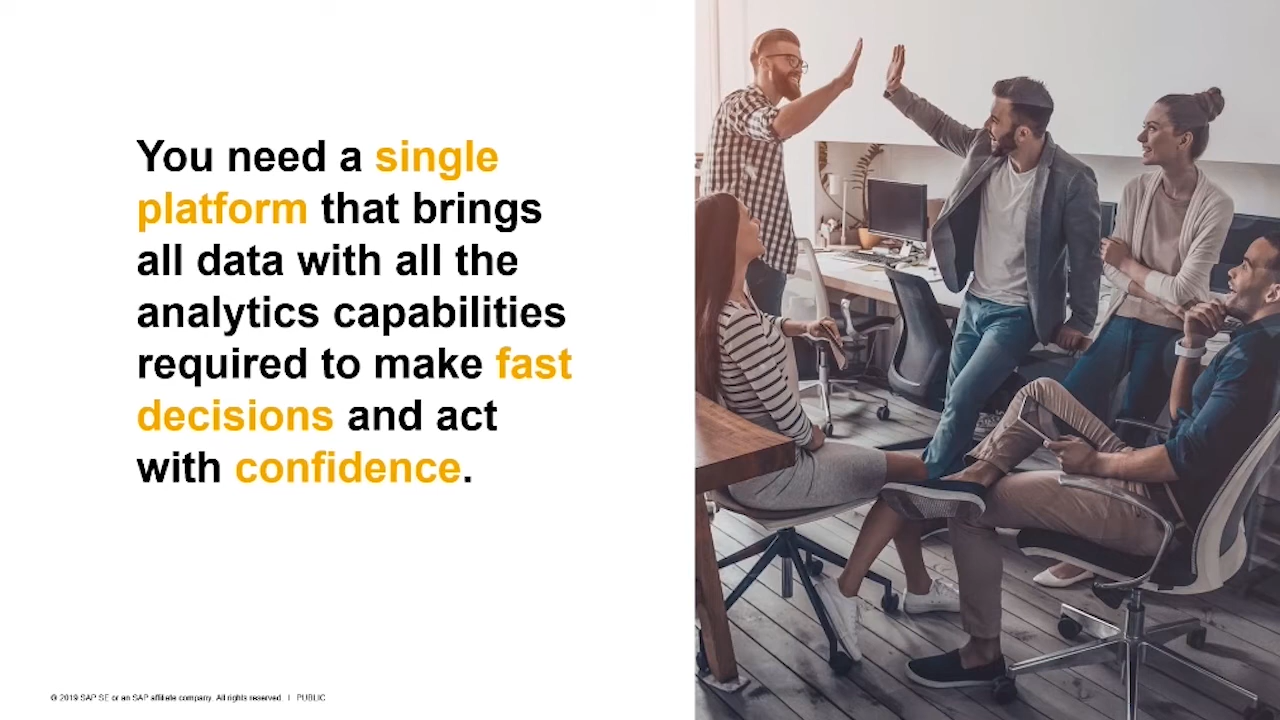 You need a single
platform that brings
all data with all the
analytics capabilities
required to make fast
decisions and act
with confidence.
© 2019 SAP SE or an SAP affiliate company. All rights reserved. I PUBLIC